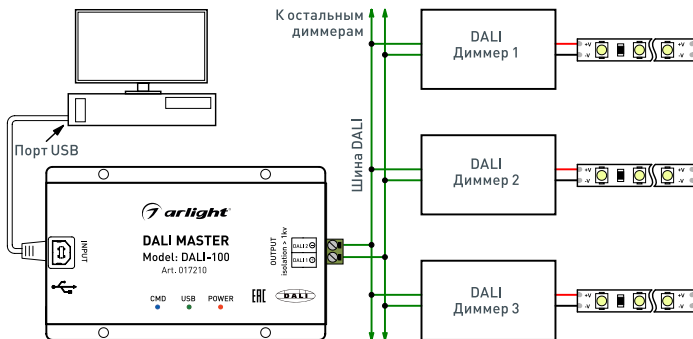 К остальным
диммерам
DALI
Диммер 1
+V
-V
Порт USB
Шина DALI
DALI
Диммер 2
+V
-V
arlight
DALI MASTER
Model: DALI-100
Art. 017210
INPUT
OUTPUT
isolation > 1kv
DALI 2
DALI 1
CMD USB POWER
EAC
DALI
DALI
Диммер 3
+V
-V